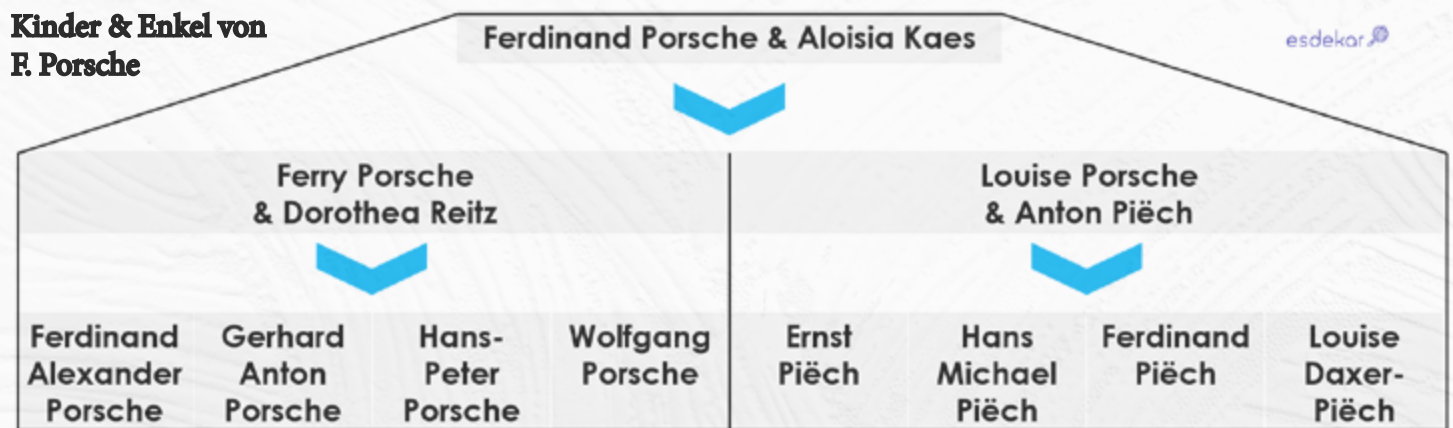 Kinder & Enkel von
F. Porsche
Ferdinand Porsche & Aloisia Kaes
esdekar
Ferry Porsche
& Dorothea Reitz
Louise Porsche
& Anton Piëch
Ferdinand
Alexander
Porsche
Gerhard
Anton
Porsche
Hans-
Peter
Porsche
Wolfgang
Porsche
Ernst
Piëch
Hans
Michael
Piëch
Ferdinand
Piëch
Louise
Daxer-
Piëch